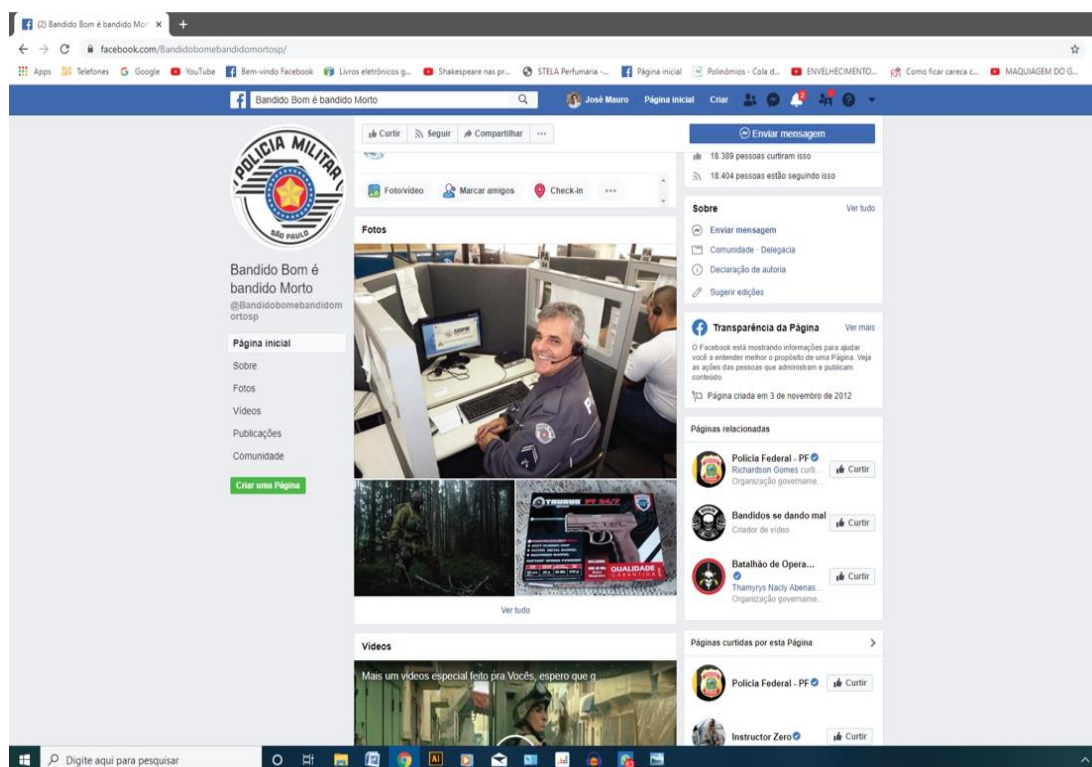 (2) Bandido Bom é bandido Mor
facebook.com/Bandidobomebandidomortosp/
Apps Telefones Google YouTube Bem-vindo Facebook Livros eletrônicos g... Shakespeare nas pr... STELA Perfumaria -... Página inicial Polinômios - Cola d... ENVELHECIMENTO... Como ficar careca c... MAQUIAGEM DO G...
Bandido Bom é bandido Morto
José Mauro Página inicial Criar
POLICIA MILITAR
SÃO PAULO
Bandido Bom é
bandido Morto
@Bandidobomebandidom
ortosp
Página inicial
Sobre
Fotos
Vídeos
Publicações
Comunidade
Criar uma Página
Curtir Seguir Compartilhar ...
Foto/vídeo Marcar amigos Check-in ...
Fotos
TAURUS PT 24/7
QUALIDADE
GARANTIDA
Ver tudo
Vídeos
Mais um vídeos especial feito pra Vocês, espero que g...
Enviar mensagem
18.389 pessoas curtiram isso
18.404 pessoas estão seguindo isso
Sobre Ver tudo
Enviar mensagem
Comunidade · Delegacia
Declaração de autoria
Sugerir edições
Transparência da Página Ver mais
O Facebook está mostrando informações para ajudar
você a entender melhor o propósito de uma Página. Veja
as ações das pessoas que administram e publicam
conteúdo.
Página criada em 3 de novembro de 2012
Páginas relacionadas
Polícia Federal - PF
Richardson Gomes curti...
Organização govername...
Curtir
Bandidos se dando mal
Criador de vídeo
Curtir
Batalhão de Opera...
Thamyrys Nacly Abenas...
Organização govername...
Curtir
Páginas curtidas por esta Página
Polícia Federal - PF
Curtir
Instructor Zero
Curtir
Digite aqui para pesquisar